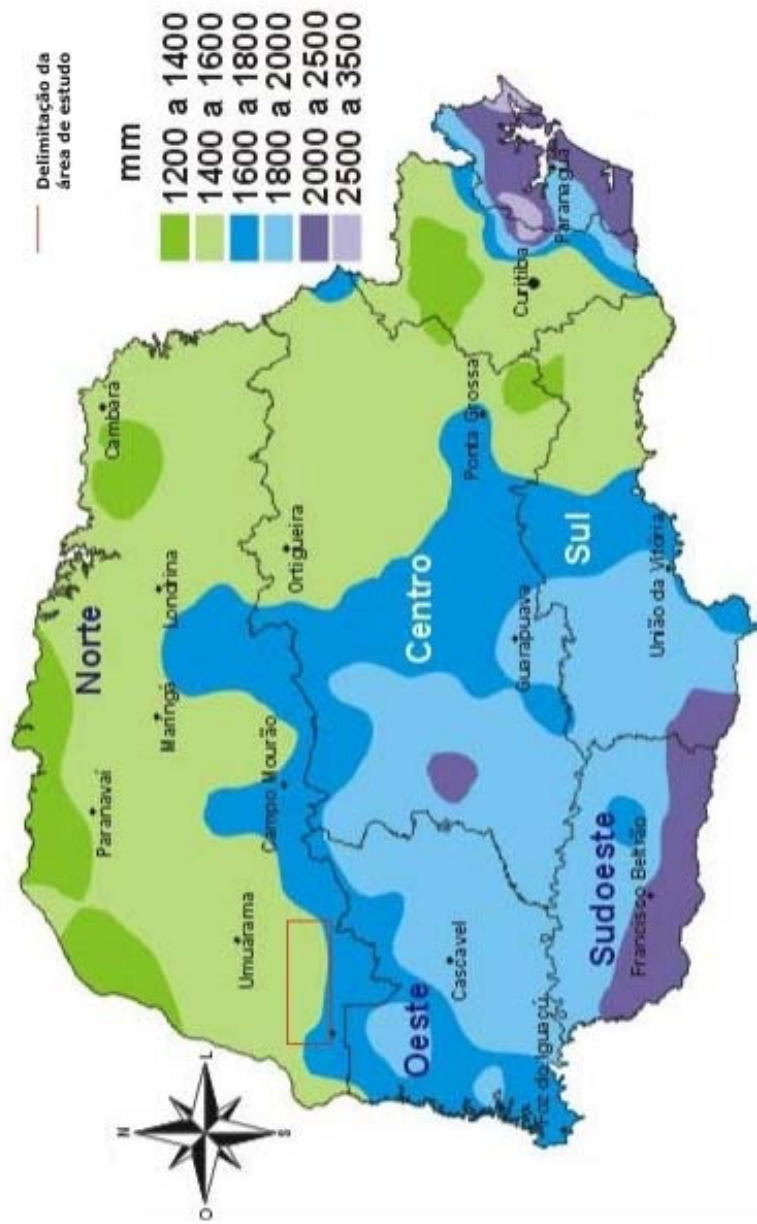 N
O
L
S
Delimitação da
área de estudo
mm
1200 a 1400
1400 a 1600
1600 a 1800
1800 a 2000
2000 a 2500
2500 a 3500
Norte
Paranavaí
Cambará
Maringá
Londrina
Umuarama
Campo Mourão
Ortigueira
Oeste
Centro
Cascavel
Ponta Grossa
Guarapuava
Curitiba
Paranaguá
Foz do Iguaçú
Sul
Sudoeste
Francisco Beltrão
União da Vitória